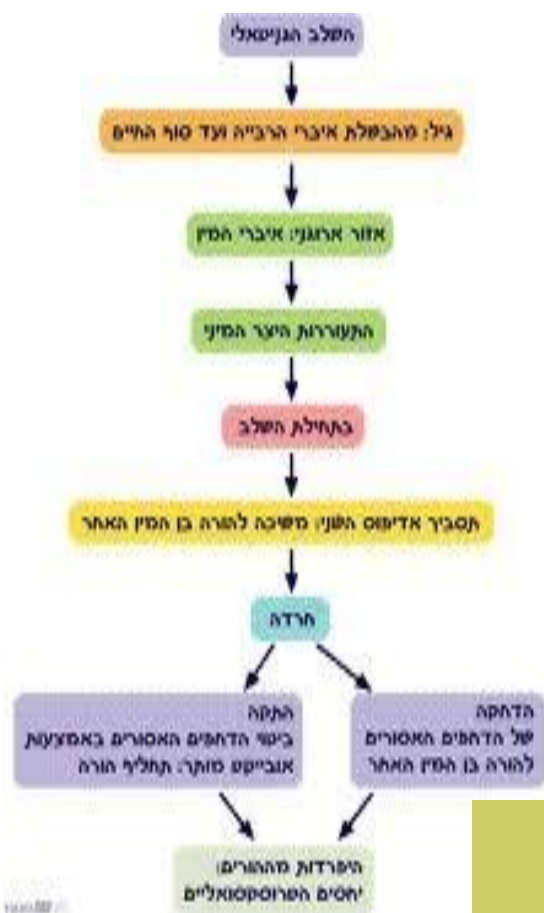 השלב הגניטאלי
גיל: מהבשלת איברי הרבייה ועד סוף החיים
אזור ארוגני: איברי המין
התעוררות היצר המיני
בתחילת השלב
תסביך אדיפוס השני: משיכה להורה בן המין האחר
חרדה
הדחקה
של הדחפים האסורים
להורה בן המין האחר
התקה
ביטוי הדחפים האסורים באמצעות
אובייקט מותר: תחליף הורה
היפרדות מההורים:
יחסים הטרוסקסואליים